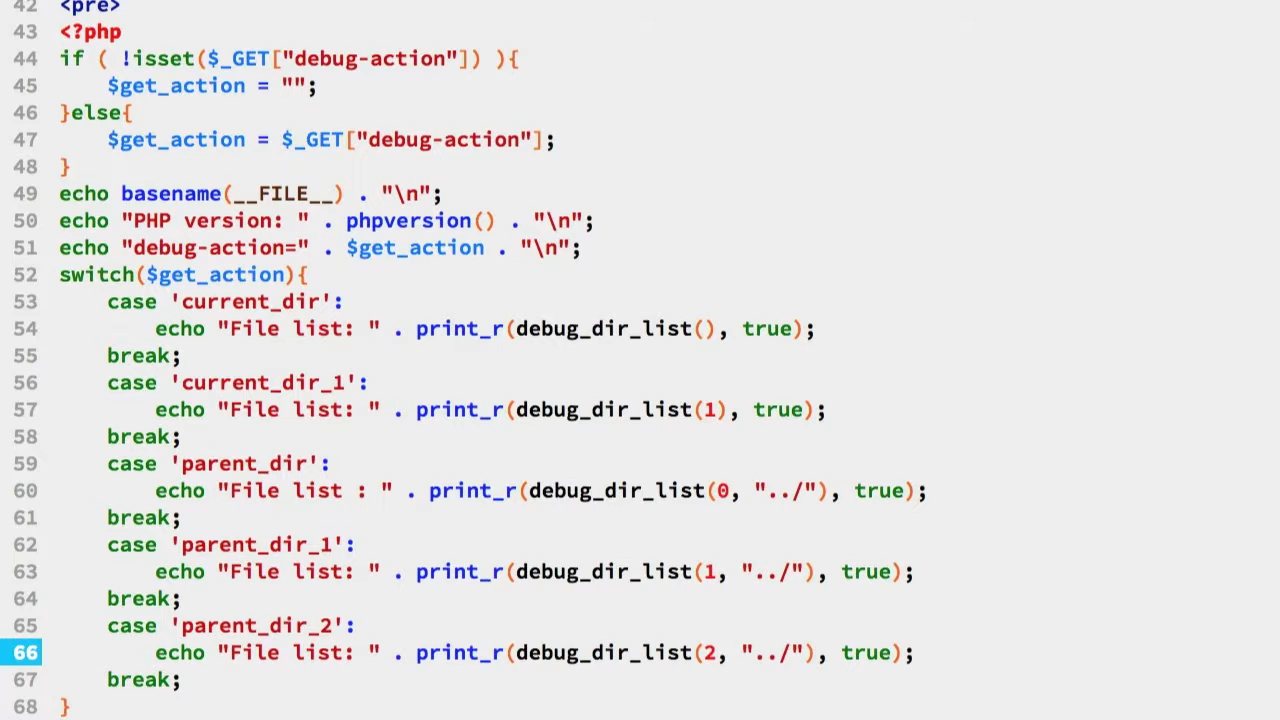 42 <pre>
43 <?php
44 if ( !isset($_GET["debug-action"]) ){
45     $get_action = "";
46 }else{
47     $get_action = $_GET["debug-action"];
48 }
49 echo basename(__FILE__) . "\n";
50 echo "PHP version: " . phpversion() . "\n";
51 echo "debug-action=" . $get_action . "\n";
52 switch($get_action){
53     case 'current_dir':
54         echo "File list: " . print_r(debug_dir_list(), true);
55     break;
56     case 'current_dir_1':
57         echo "File list: " . print_r(debug_dir_list(1), true);
58     break;
59     case 'parent_dir':
60         echo "File list : " . print_r(debug_dir_list(0, "../"), true);
61     break;
62     case 'parent_dir_1':
63         echo "File list: " . print_r(debug_dir_list(1, "../"), true);
64     break;
65     case 'parent_dir_2':
66         echo "File list: " . print_r(debug_dir_list(2, "../"), true);
67     break;
68 }